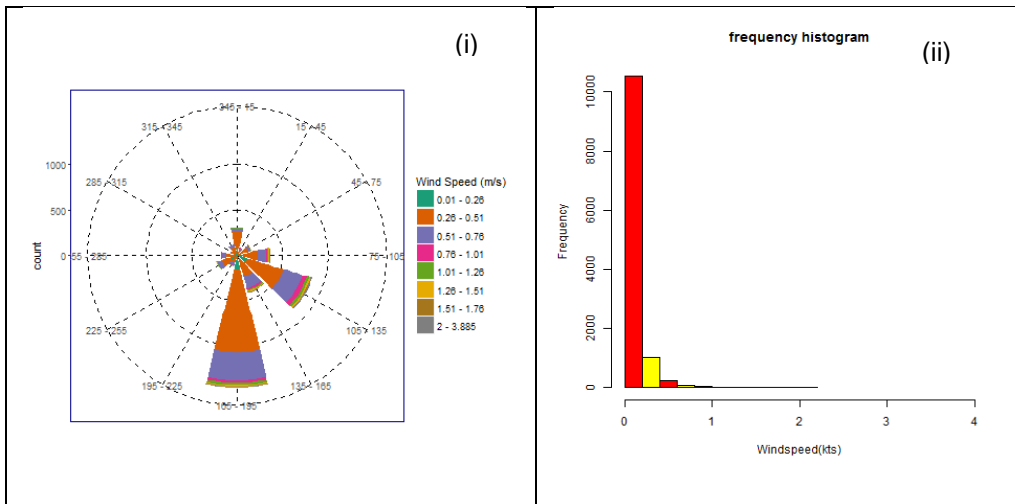 (i)
345 - 15
315 - 345
15 - 45
1000
285 - 315
45 - 75
500
0
255 - 285
75 - 105
count
225 - 255
105 - 135
195 - 225
135 - 165
165 - 195
Wind Speed (m/s)
0.01 - 0.26
0.26 - 0.51
0.51 - 0.76
0.76 - 1.01
1.01 - 1.26
1.26 - 1.51
1.51 - 1.76
2 - 3.885
frequency histogram
(ii)
Frequency
10000
8000
6000
4000
2000
0
0 1 2 3 4
Windspeed(kts)